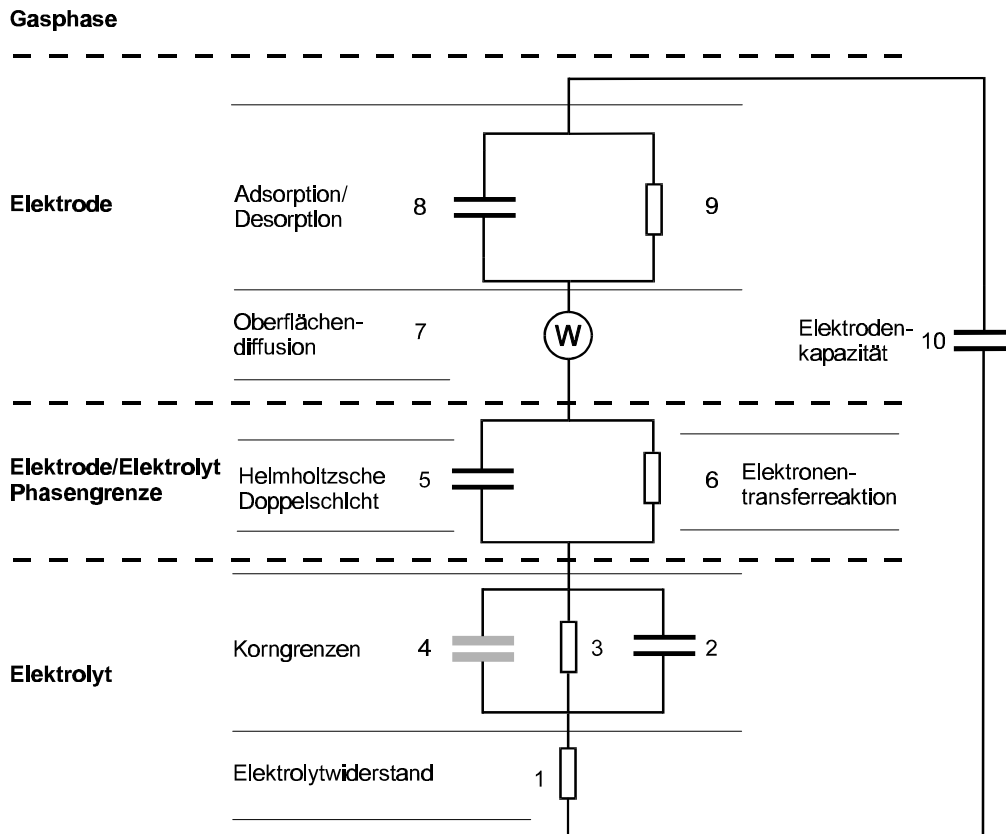 Gasphase
Elektrode
Adsorption/
Desorption
8
9
Oberflächen-
diffusion
7
W
Elektroden-
kapazität
10
Elektrode/Elektrolyt
Phasengrenze
Helmholtzsche
Doppelschicht
5
6
Elektronen-
transferreaktion
Elektrolyt
Korngrenzen
4
3
2
Elektrolytwiderstand
1